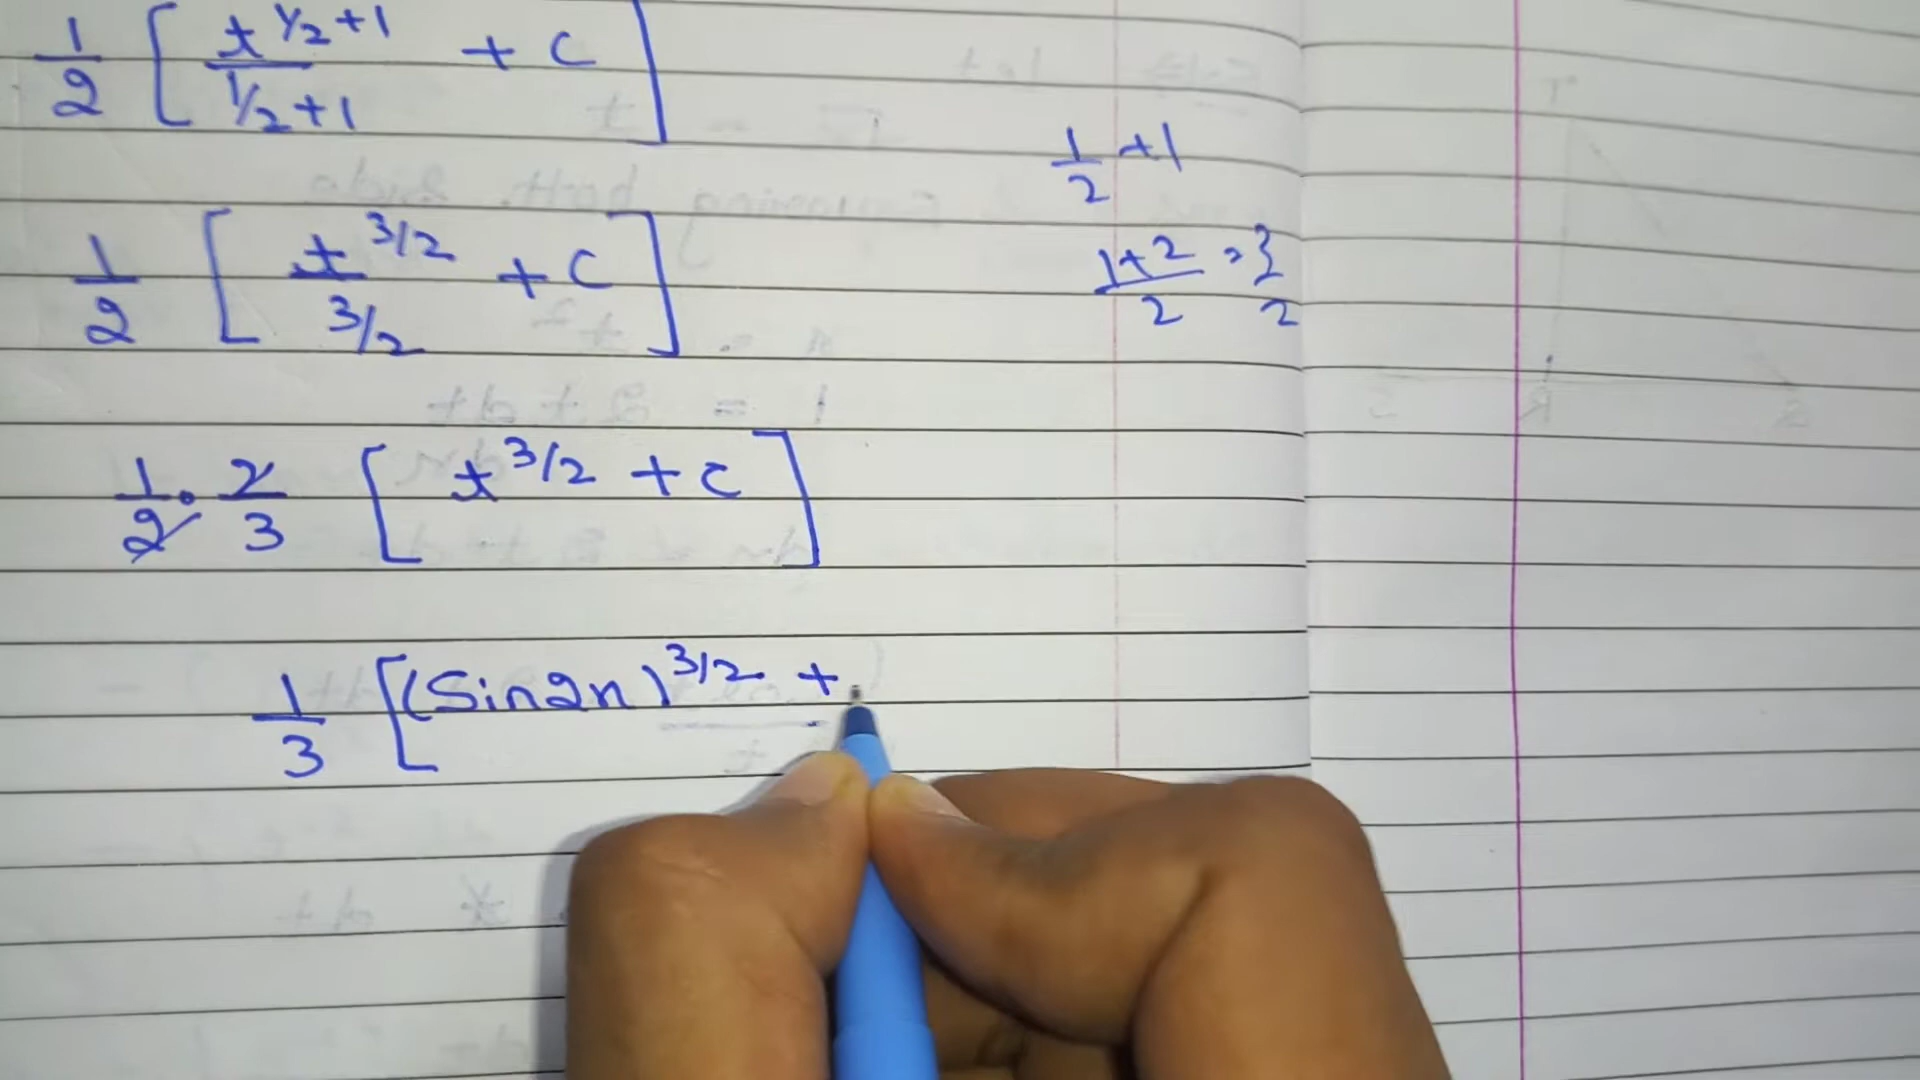 1/2 [ t^1/2+1 / 1/2+1 + c ]
1/2 + 1
1/2 [ t^3/2 / 3/2 + c ]
1+2/2 = 3/2
1/2 . 2/3 [ t^3/2 + c ]
1/3 [ (Sin2x)^3/2 +